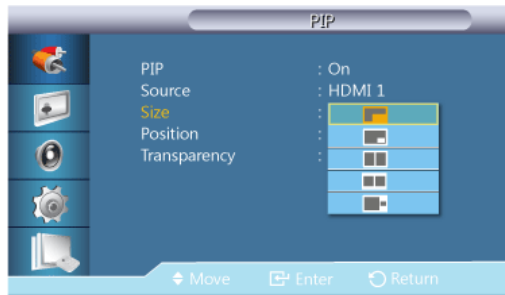 PIP
PIP : On
Source : HDMI 1
Size :
Position :
Transparency :
Move Enter Return